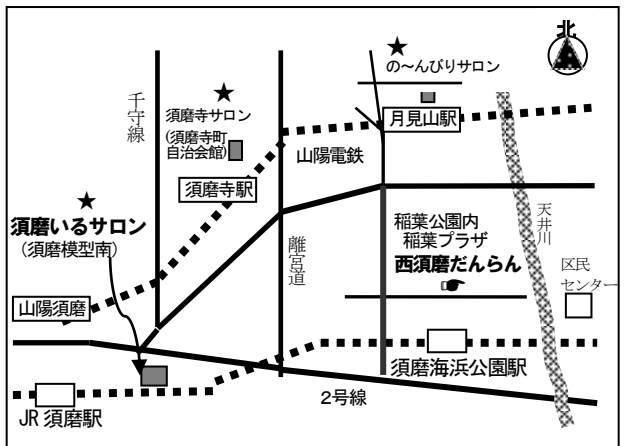 北
★
の～んびりサロン
★
須磨寺サロン
(須磨寺町
自治会館)
千守線
月見山駅
山陽電鉄
須磨寺駅
★
須磨いるサロン
（須磨模型南）
離宮道
稲葉公園内
稲葉プラザ
西須磨だんらん
天井川
区民
センター
山陽須磨
須磨海浜公園駅
2号線
JR 須磨駅